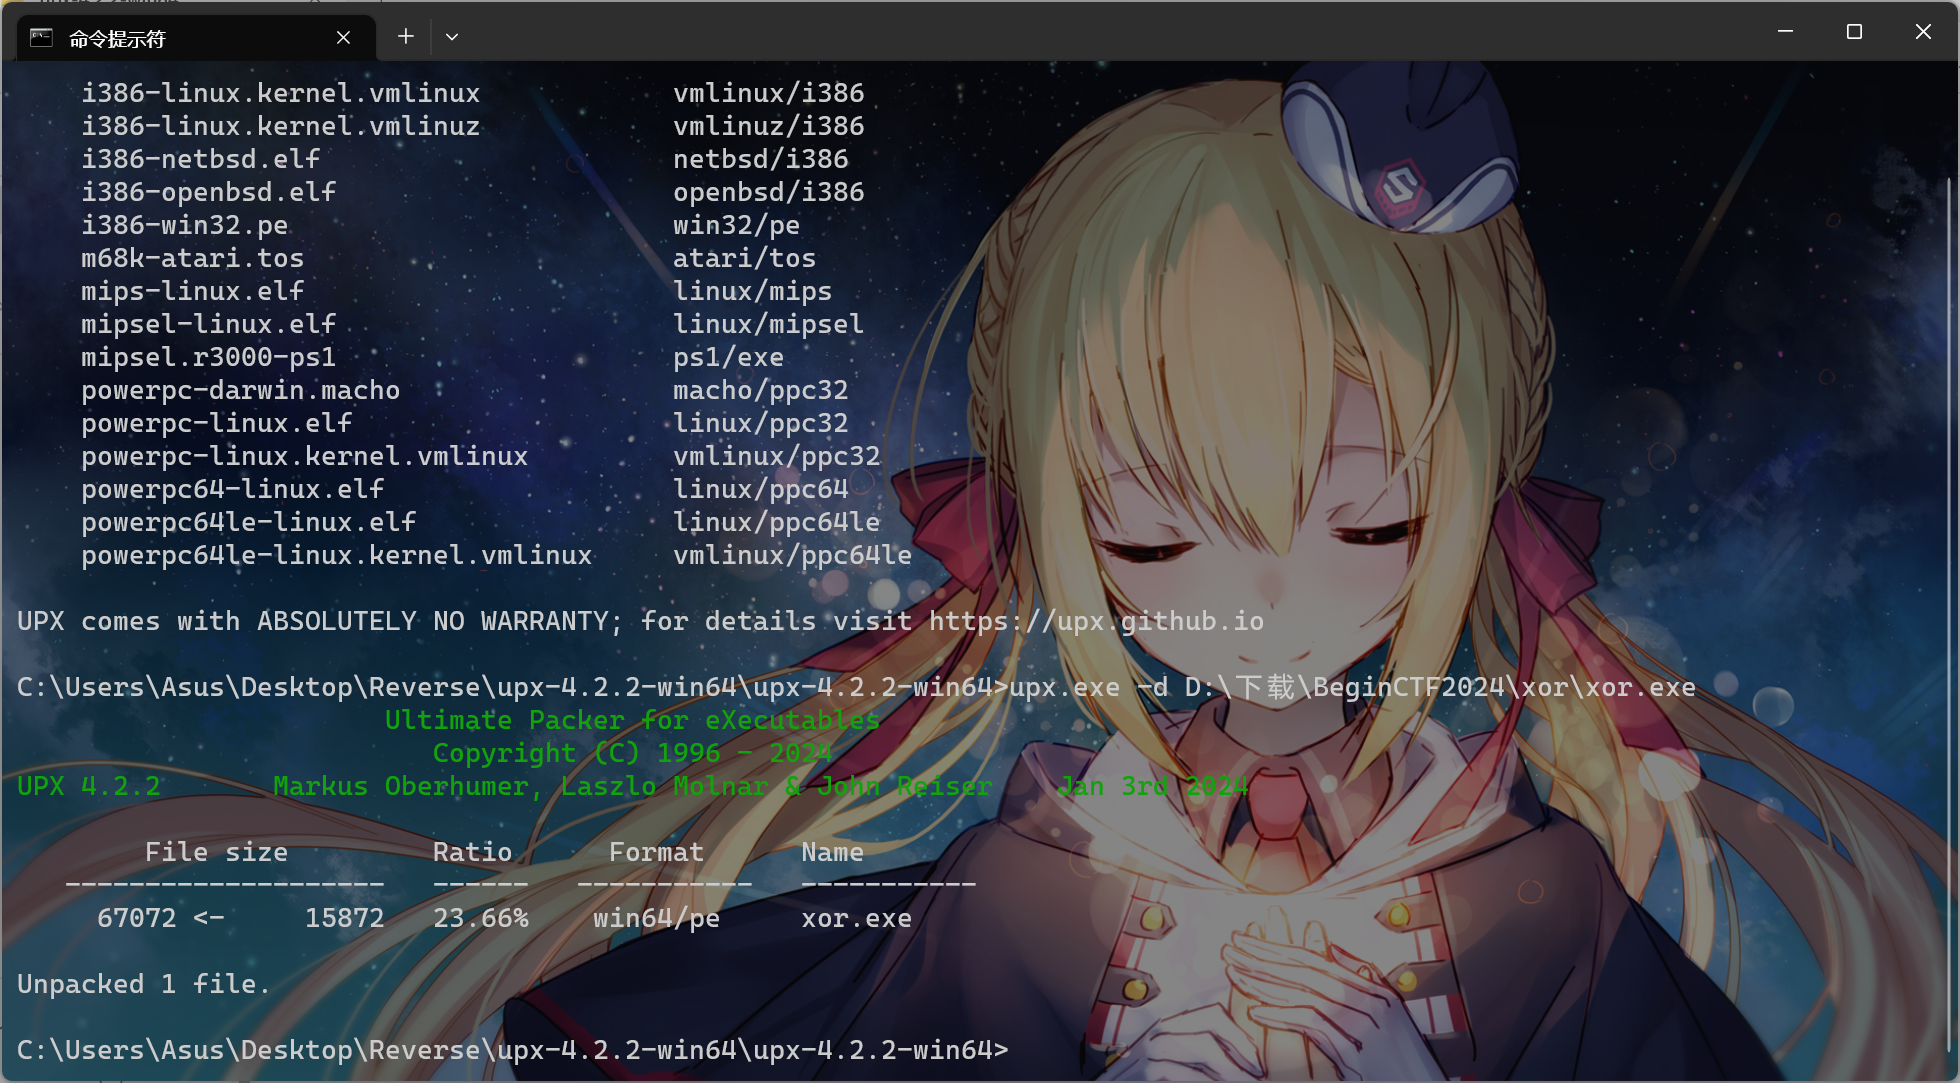 命令提示符
i386-linux.kernel.vmlinux vmlinux/i386
i386-linux.kernel.vmlinuz vmlinuz/i386
i386-netbsd.elf netbsd/i386
i386-openbsd.elf openbsd/i386
i386-win32.pe win32/pe
m68k-atari.tos atari/tos
mips-linux.elf linux/mips
mipsel-linux.elf linux/mipsel
mipsel.r3000-ps1 ps1/exe
powerpc-darwin.macho macho/ppc32
powerpc-linux.elf linux/ppc32
powerpc-linux.kernel.vmlinux vmlinux/ppc32
powerpc64-linux.elf linux/ppc64
powerpc64le-linux.elf linux/ppc64le
powerpc64le-linux.kernel.vmlinux vmlinux/ppc64le
UPX comes with ABSOLUTELY NO WARRANTY; for details visit https://upx.github.io
C:\Users\Asus\Desktop\Reverse\upx-4.2.2-win64\upx-4.2.2-win64>upx.exe -d D:\下载\BeginCTF2024\xor\xor.exe
Ultimate Packer for eXecutables
Copyright (C) 1996 - 2024
UPX 4.2.2 Markus Oberhumer, Laszlo Molnar & John Reiser Jan 3rd 2024
File size Ratio Format Name
-------------------- ------ ----------- -----------
67072 <- 15872 23.66% win64/pe xor.exe
Unpacked 1 file.
C:\Users\Asus\Desktop\Reverse\upx-4.2.2-win64\upx-4.2.2-win64>